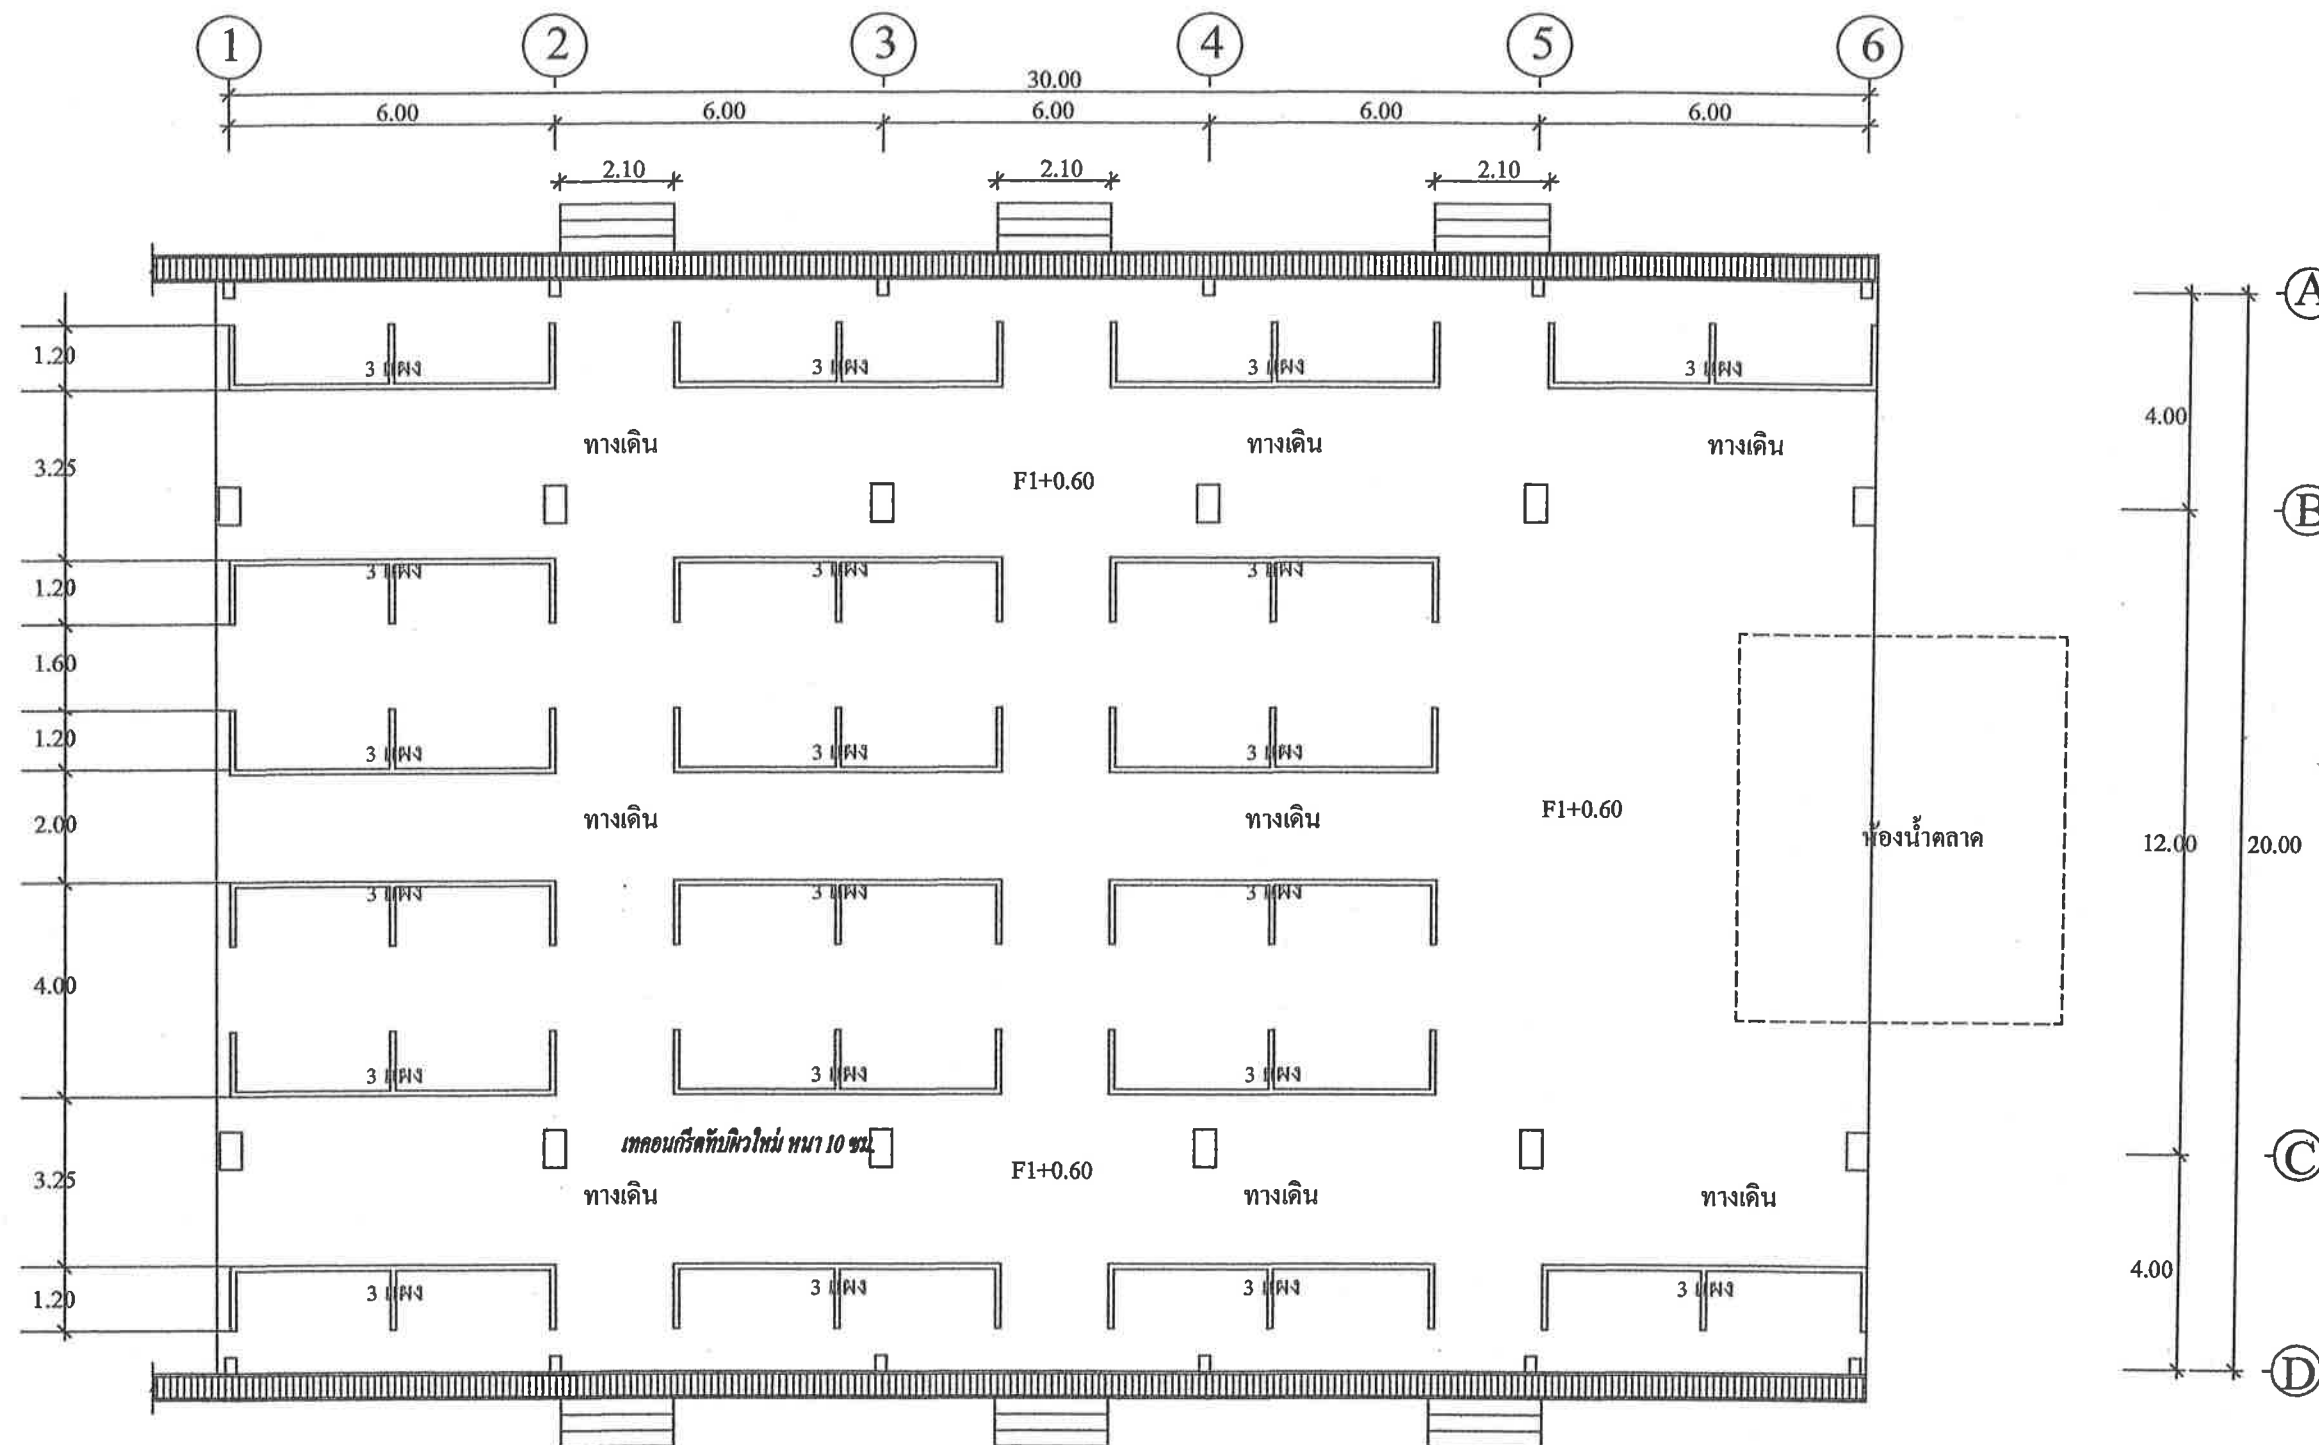 1 2 3 4 5 6
30.00
6.00 6.00 6.00 6.00 6.00
2.10 2.10 2.10
A
1.20
3 แผง 3 แผง 3 แผง 3 แผง
4.00
ทางเดิน ทางเดิน ทางเดิน
3.25
F1+0.60
B
3 แผง 3 แผง 3 แผง
1.20
1.60
1.20
3 แผง 3 แผง 3 แผง
2.00
ทางเดิน ทางเดิน
F1+0.60
ห้องน้ำตลาด
12.00
20.00
3 แผง 3 แผง 3 แผง
4.00
3 แผง 3 แผง 3 แผง
เทคอนกรีตทับผิวใหม่ หนา 10 ซม.
C
3.25
F1+0.60
ทางเดิน ทางเดิน ทางเดิน
4.00
1.20
3 แผง 3 แผง 3 แผง 3 แผง
D